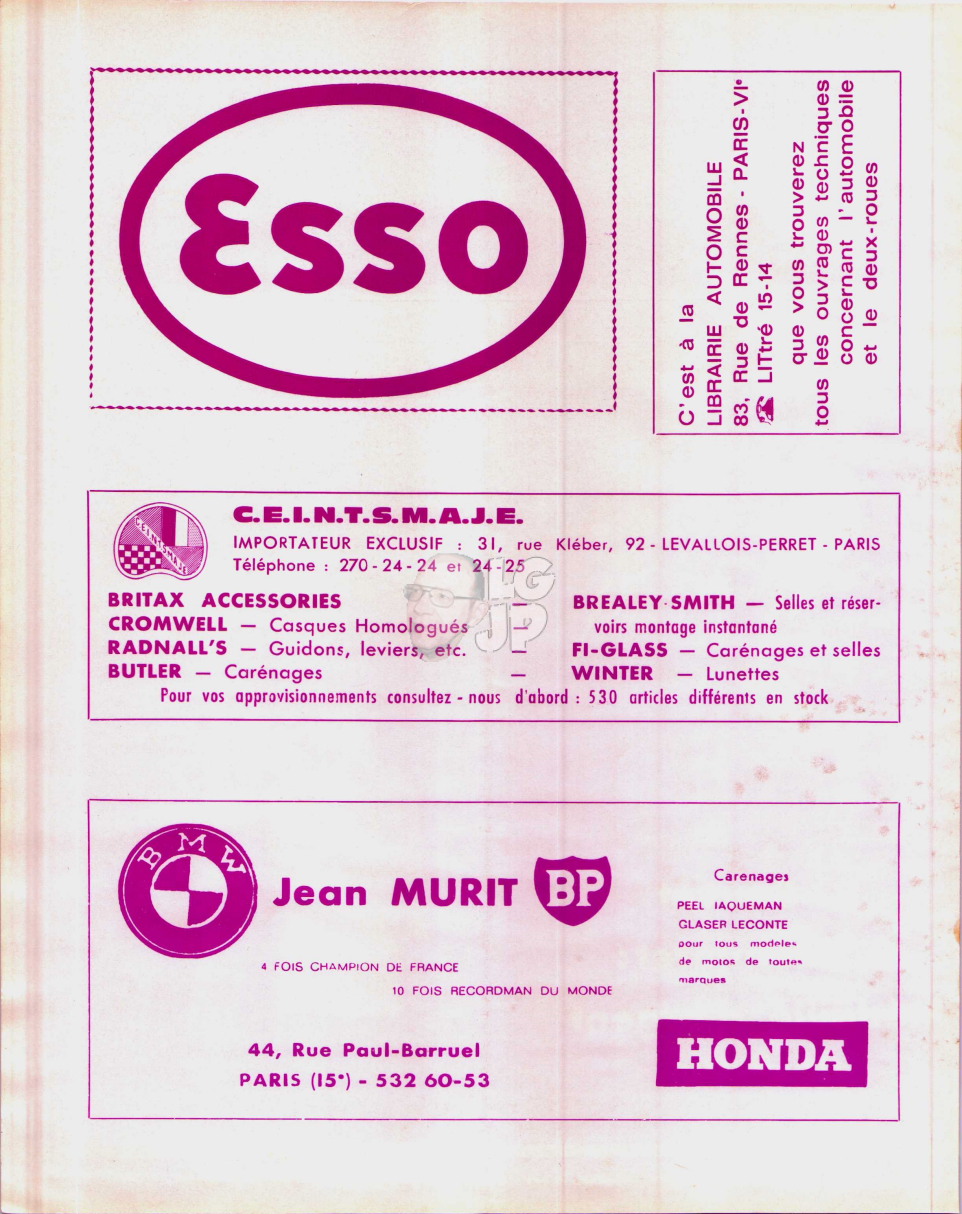 Esso
C'est à la
LIBRAIRIE AUTOMOBILE
83, Rue de Rennes - PARIS-VIe
LITtré 15-14
que vous trouverez
tous les ouvrages techniques
concernant l'automobile
et le deux-roues
CEINTSMAJE
C.E.I.N.T.S.M.A.J.E.
IMPORTATEUR EXCLUSIF : 31, rue Kléber, 92 - LEVALLOIS-PERRET - PARIS
Téléphone : 270-24-24 et 24-25
LG
JP
BRITAX ACCESSORIES — BREALEY-SMITH — Selles et réser-
CROMWELL — Casques Homologués — voirs montage instantané
RADNALL'S — Guidons, leviers, etc. — FI-GLASS — Carénages et selles
BUTLER — Carénages — WINTER — Lunettes
Pour vos approvisionnements consultez-nous d'abord : 530 articles différents en stock
BMW
Jean MURIT BP
4 FOIS CHAMPION DE FRANCE
10 FOIS RECORDMAN DU MONDE
44, Rue Paul-Barruel
PARIS (15e) - 532 60-53
Carenages
PEEL JAQUEMAN
GLASER LECONTE
pour tous modeles
de motos de toutes
marques
HONDA